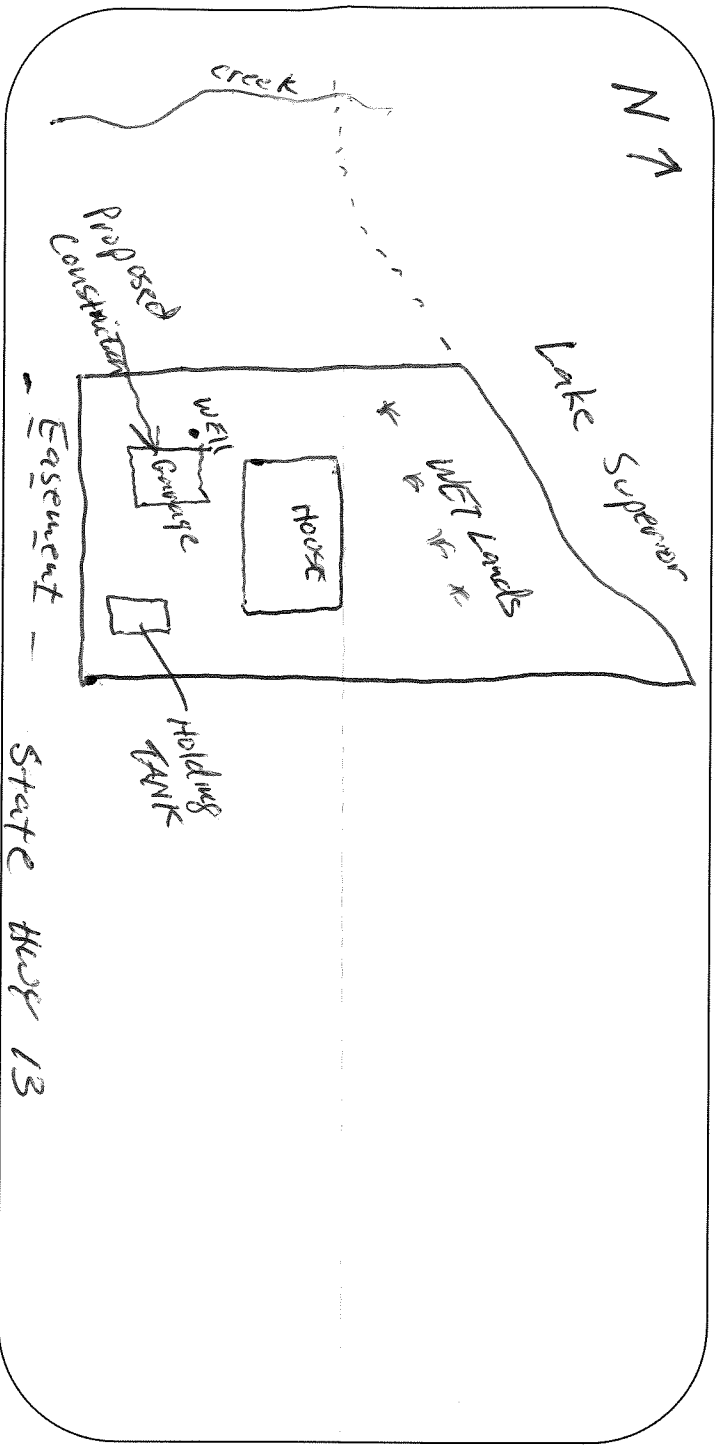 N
Lake Superior
WET Lands
creek
HOUSE
WELL
Garage
Proposed
Construction
Holding
TANK
- Easement -
State Hwy 13